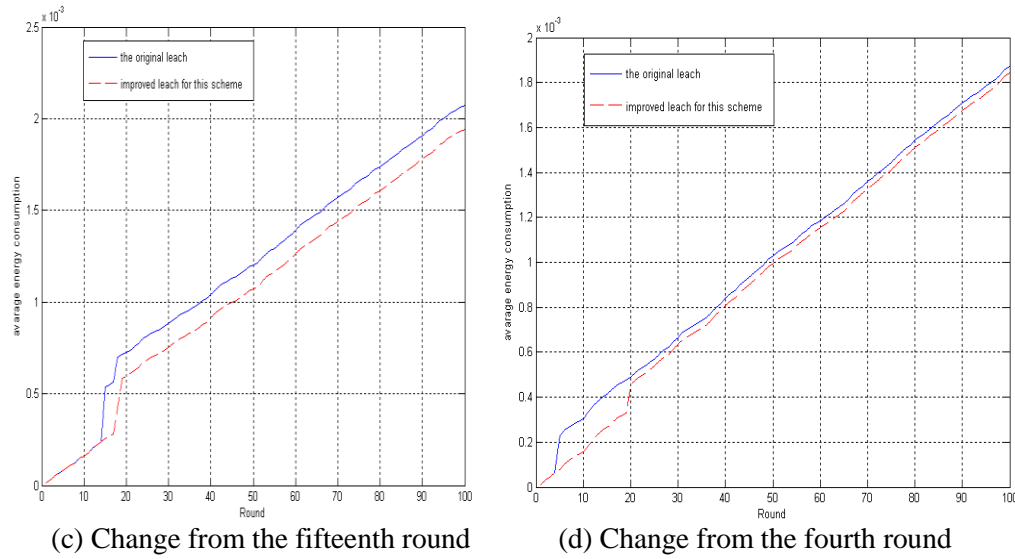 x 10⁻³
2.5
2
1.5
1
0.5
0
avarage energy consumption
the original leach
improved leach for this scheme
0 10 20 30 40 50 60 70 80 90 100
Round
(c) Change from the fifteenth round
x 10⁻³
2
1.8
1.6
1.4
1.2
1
0.8
0.6
0.4
0.2
0
avarage energy consumption
the original leach
improved leach for this scheme
0 10 20 30 40 50 60 70 80 90 100
Round
(d) Change from the fourth round